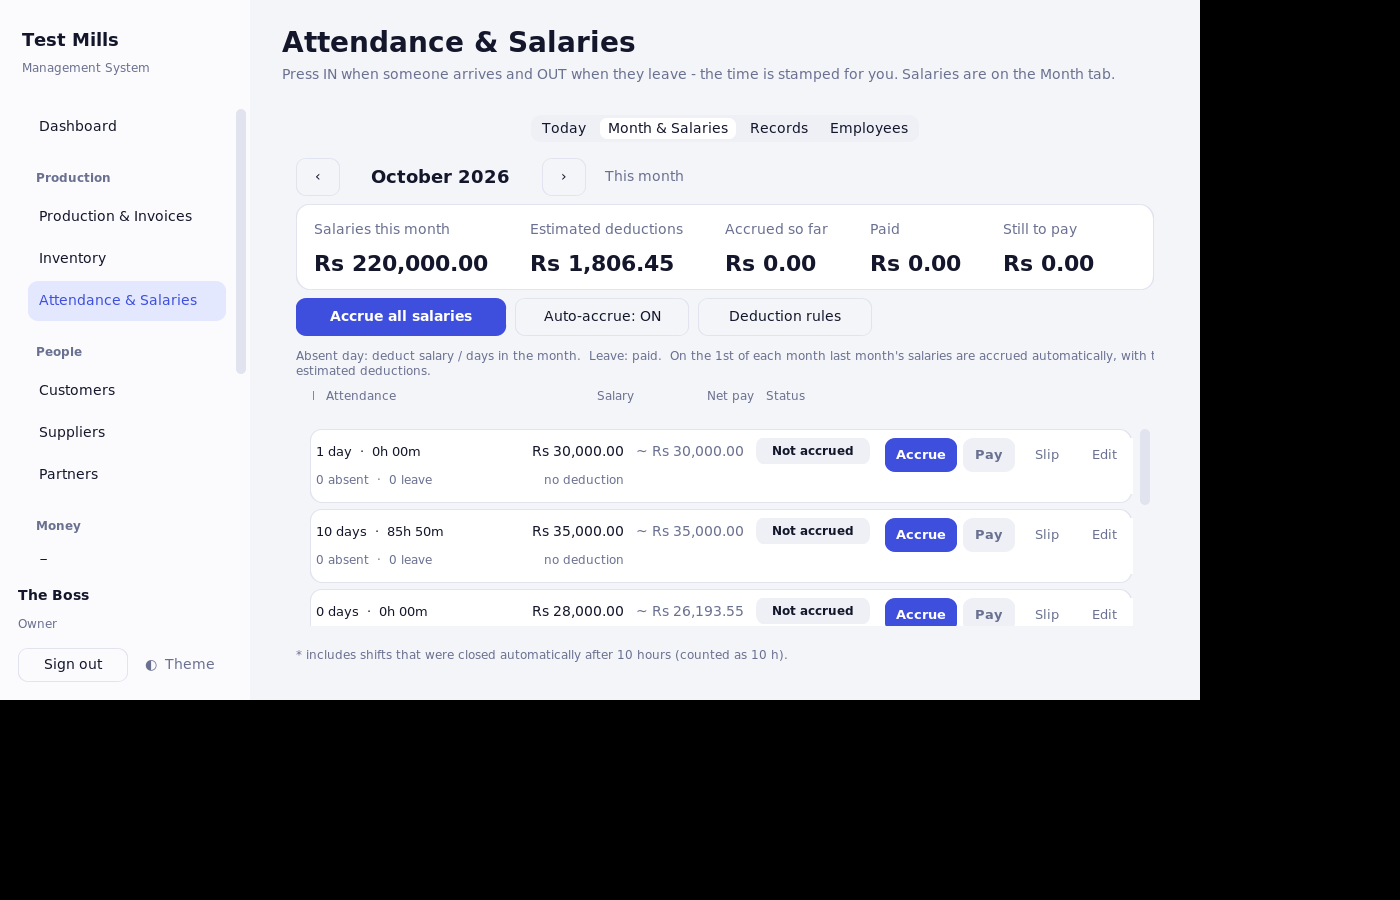 Test Mills
Management System
Dashboard
Production
Production & Invoices
Inventory
Attendance & Salaries
People
Customers
Suppliers
Partners
Money
The Boss
Owner
Sign out
◐ Theme
Attendance & Salaries
Press IN when someone arrives and OUT when they leave - the time is stamped for you. Salaries are on the Month tab.
Today Month & Salaries Records Employees
‹ October 2026 › This month
Salaries this month Estimated deductions Accrued so far Paid Still to pay
Rs 220,000.00 Rs 1,806.45 Rs 0.00 Rs 0.00 Rs 0.00
Accrue all salaries Auto-accrue: ON Deduction rules
Absent day: deduct salary / days in the month. Leave: paid. On the 1st of each month last month's salaries are accrued automatically, with
estimated deductions.
Attendance Salary Net pay Status
1 day · 0h 00m Rs 30,000.00 ~ Rs 30,000.00 Not accrued Accrue Pay Slip Edit
0 absent · 0 leave no deduction
10 days · 85h 50m Rs 35,000.00 ~ Rs 35,000.00 Not accrued Accrue Pay Slip Edit
0 absent · 0 leave no deduction
0 days · 0h 00m Rs 28,000.00 ~ Rs 26,193.55 Not accrued Accrue Pay Slip Edit
* includes shifts that were closed automatically after 10 hours (counted as 10 h).